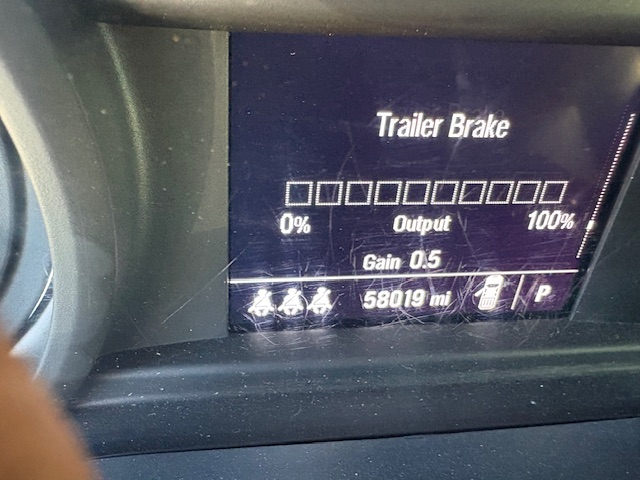 Trailer Brake
0% Output 100%
Gain 0.5
58019 mi P